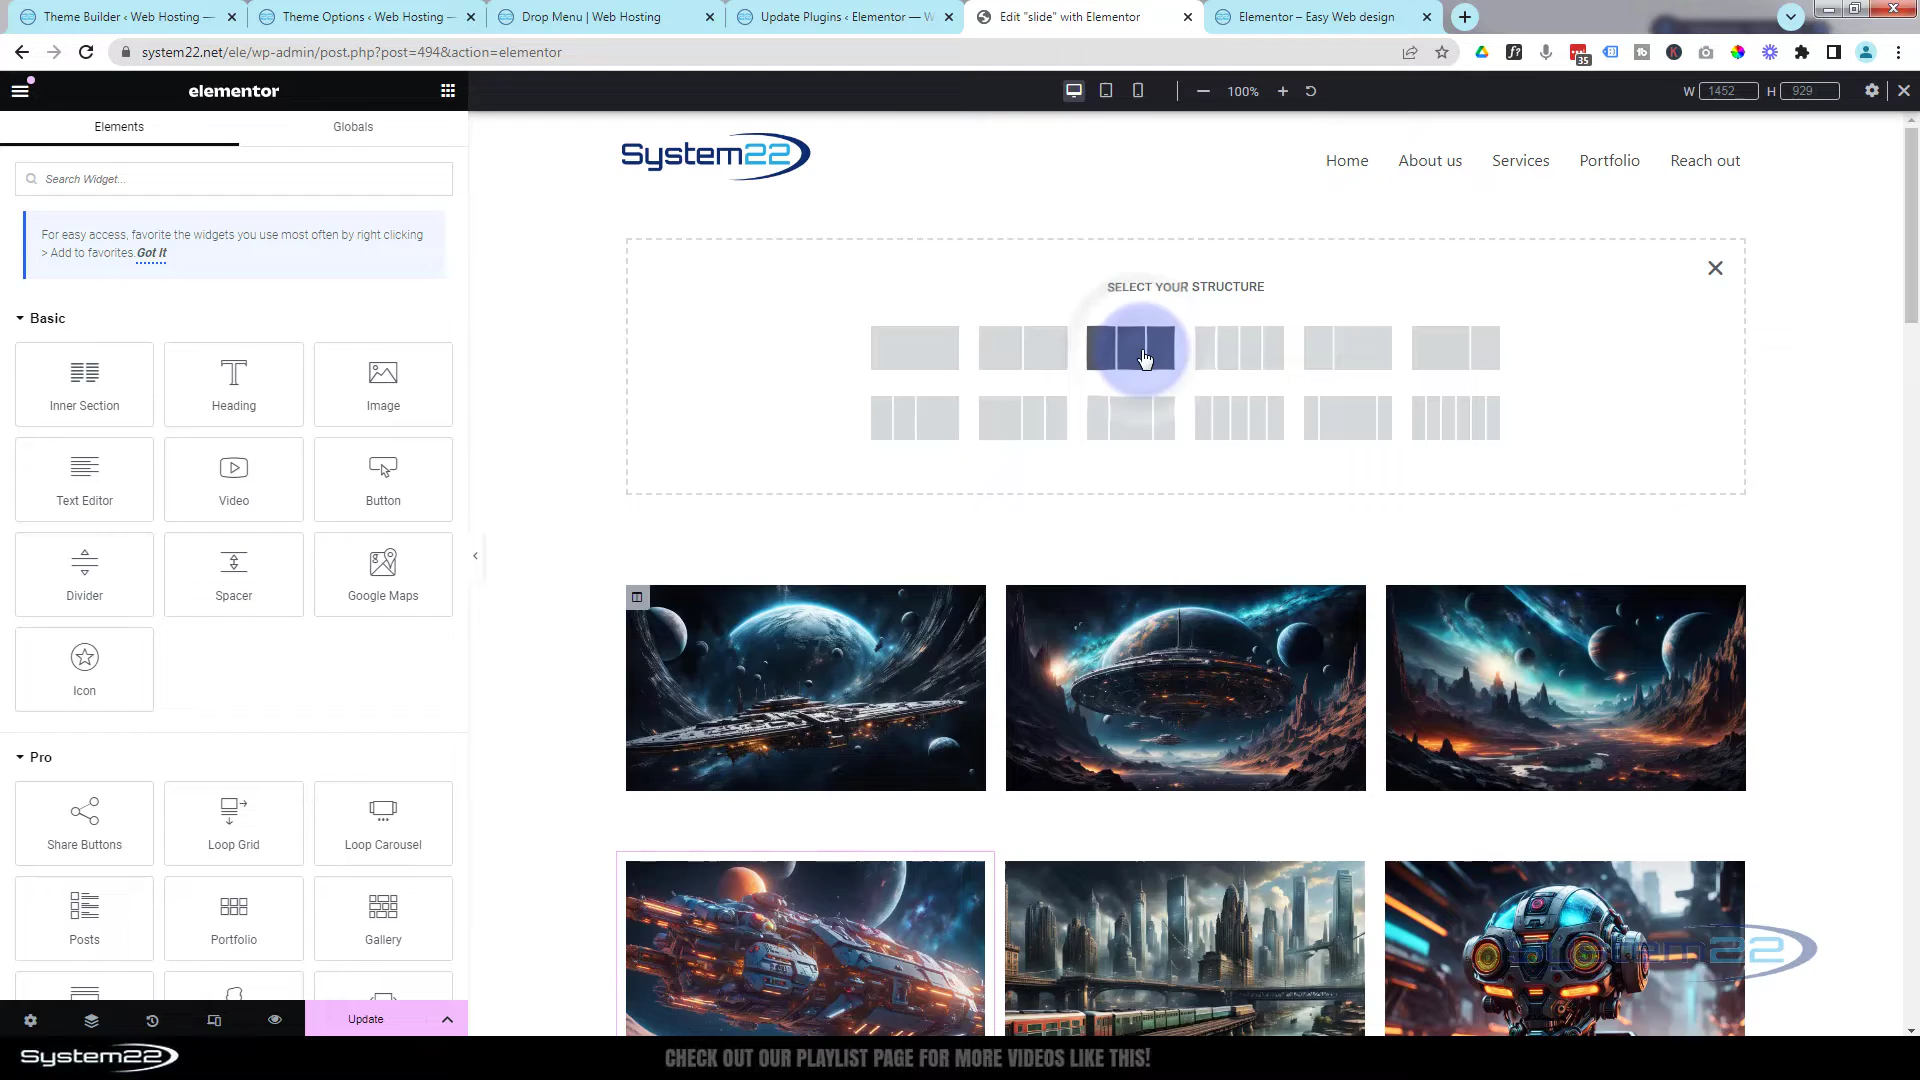 Theme Builder ‹ Web Hosting —
Theme Options ‹ Web Hosting —
Drop Menu | Web Hosting
Update Plugins ‹ Elementor — W
Edit "slide" with Elementor
Elementor – Easy Web design
system22.net/ele/wp-admin/post.php?post=494&action=elementor
35
elementor
100%
W 1452
H 929
Elements
Globals
Search Widget...
For easy access, favorite the widgets you use most often by right clicking
> Add to favorites. Got It
Basic
Inner Section
Heading
Image
Text Editor
Video
Button
Divider
Spacer
Google Maps
Icon
Pro
Share Buttons
Loop Grid
Loop Carousel
Posts
Portfolio
Gallery
Update
System22
Home
About us
Services
Portfolio
Reach out
SELECT YOUR STRUCTURE
System22
System22
CHECK OUT OUR PLAYLIST PAGE FOR MORE VIDEOS LIKE THIS!